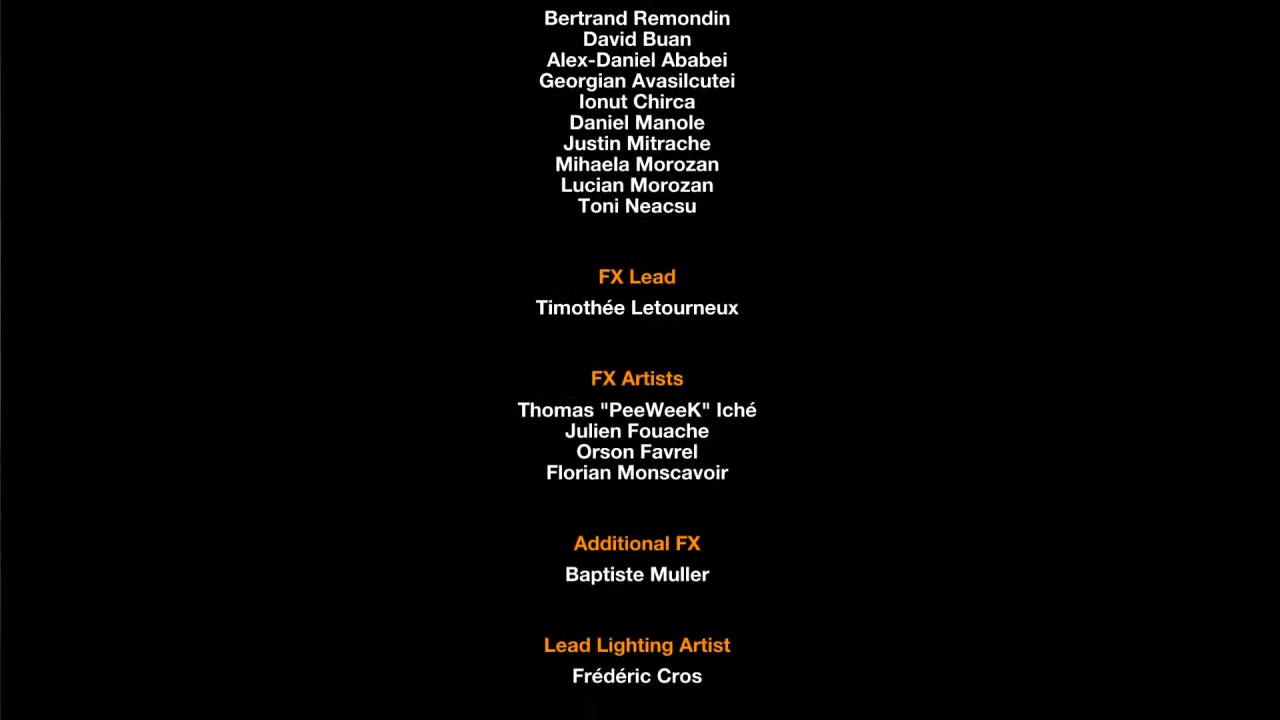 Bertrand Remondin
David Buan
Alex-Daniel Ababei
Georgian Avasilcutei
Ionut Chirca
Daniel Manole
Justin Mitrache
Mihaela Morozan
Lucian Morozan
Toni Neacsu
FX Lead
Timothée Letourneux
FX Artists
Thomas "PeeWeeK" Iché
Julien Fouache
Orson Favrel
Florian Monscavoir
Additional FX
Baptiste Muller
Lead Lighting Artist
Frédéric Cros